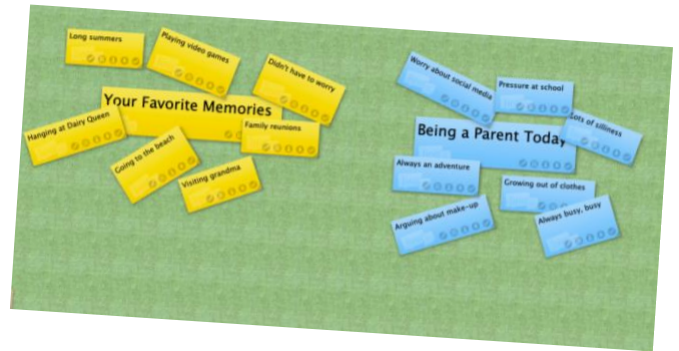 Long summers
Playing video games
Didn't have to worry
Your Favorite Memories
Hanging at Dairy Queen
Family reunions
Going to the beach
Visiting grandma
Worry about social media
Pressure at school
Lots of silliness
Being a Parent Today
Always an adventure
Growing out of clothes
Arguing about make-up
Always busy, busy